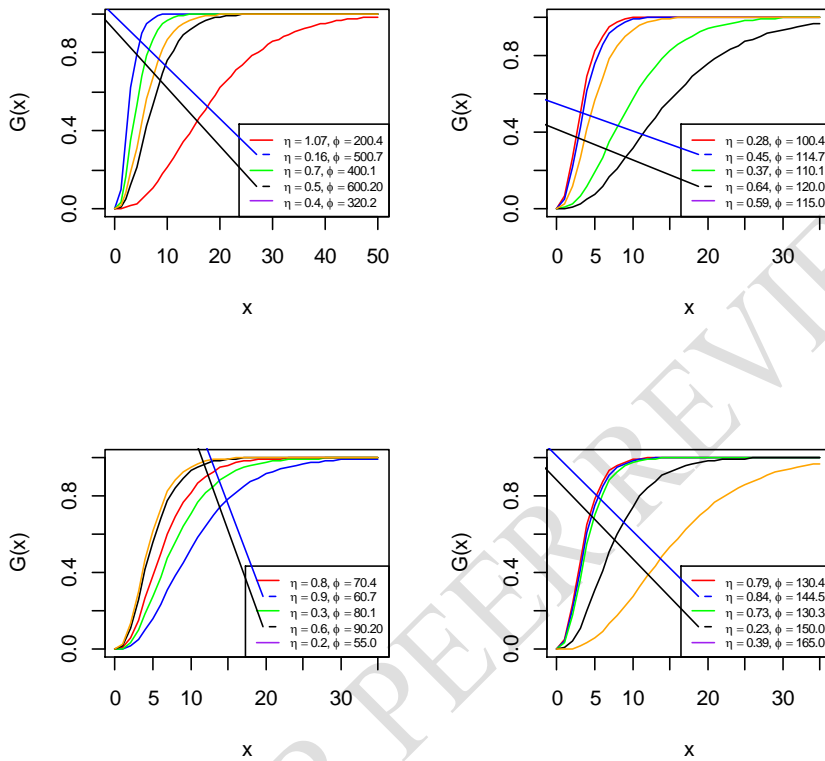 G(x)
0.0 0.4 0.8
0 10 20 30 40 50
x
η = 1.07, ϕ = 200.4
η = 0.16, ϕ = 500.7
η = 0.7, ϕ = 400.1
η = 0.5, ϕ = 600.20
η = 0.4, ϕ = 320.2
G(x)
0.0 0.4 0.8
0 5 10 20 30
x
η = 0.28, ϕ = 100.4
η = 0.45, ϕ = 114.7
η = 0.37, ϕ = 110.1
η = 0.64, ϕ = 120.0
η = 0.59, ϕ = 115.0
G(x)
0.0 0.4 0.8
0 10 20 30
x
η = 0.8, ϕ = 70.4
η = 0.9, ϕ = 60.7
η = 0.3, ϕ = 80.1
η = 0.6, ϕ = 90.20
η = 0.2, ϕ = 55.0
G(x)
0.0 0.4 0.8
0 5 10 20 30
x
η = 0.79, ϕ = 130.4
η = 0.84, ϕ = 144.5
η = 0.73, ϕ = 130.3
η = 0.23, ϕ = 150.0
η = 0.39, ϕ = 165.0
PEER REVIE